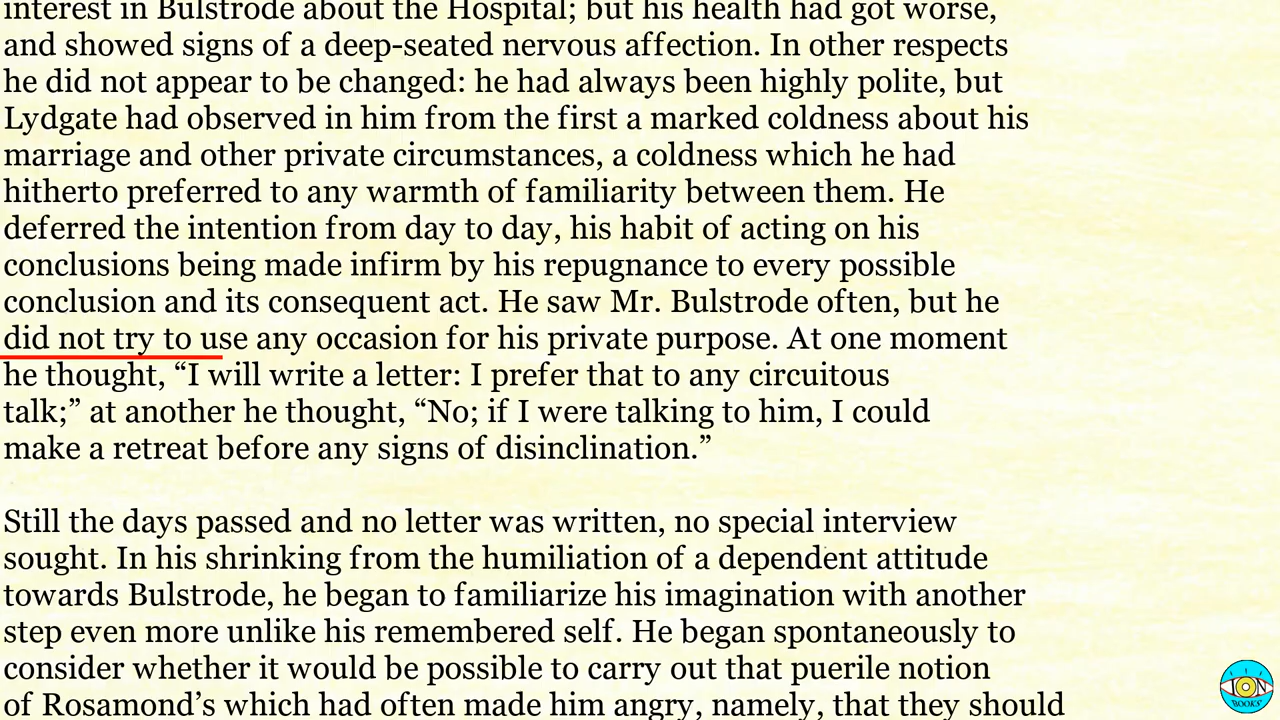 interest in Bulstrode about the Hospital; but his health had got worse,
and showed signs of a deep-seated nervous affection. In other respects
he did not appear to be changed: he had always been highly polite, but
Lydgate had observed in him from the first a marked coldness about his
marriage and other private circumstances, a coldness which he had
hitherto preferred to any warmth of familiarity between them. He
deferred the intention from day to day, his habit of acting on his
conclusions being made infirm by his repugnance to every possible
conclusion and its consequent act. He saw Mr. Bulstrode often, but he
did not try to use any occasion for his private purpose. At one moment
he thought, “I will write a letter: I prefer that to any circuitous
talk;” at another he thought, “No; if I were talking to him, I could
make a retreat before any signs of disinclination.”
Still the days passed and no letter was written, no special interview
sought. In his shrinking from the humiliation of a dependent attitude
towards Bulstrode, he began to familiarize his imagination with another
step even more unlike his remembered self. He began spontaneously to
consider whether it would be possible to carry out that puerile notion
of Rosamond’s which had often made him angry, namely, that they should
ION
BOOKS